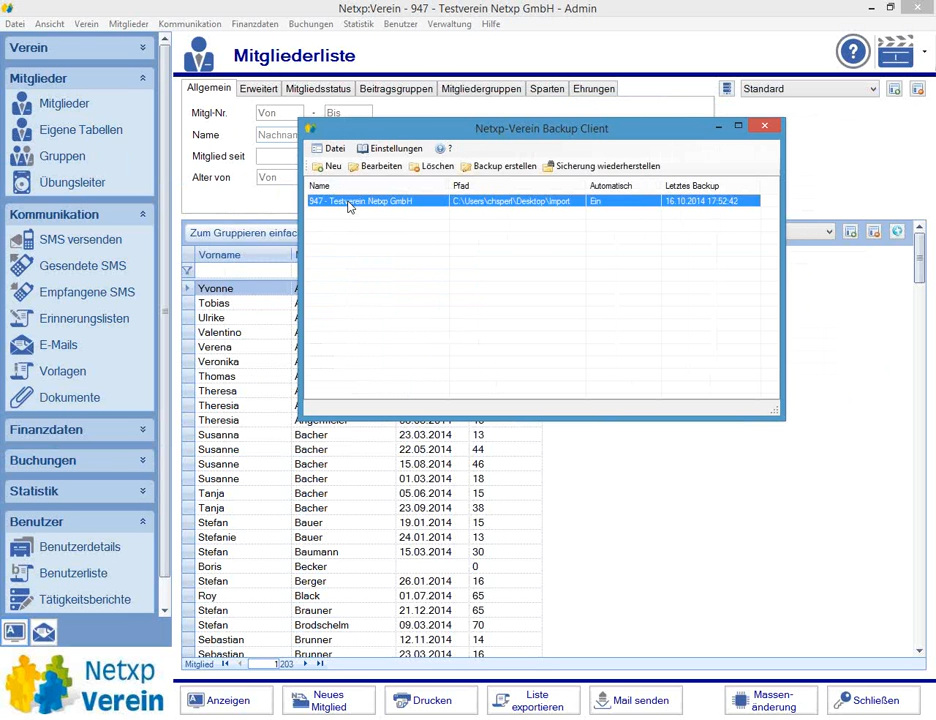 Netxp:Verein - 947 - Testverein Netxp GmbH - Admin
Datei Ansicht Verein Mitglieder Kommunikation Finanzdaten Buchungen Statistik Benutzer Verwaltung Hilfe
Verein
Mitglieder
Mitglieder
Eigene Tabellen
Gruppen
Übungsleiter
Kommunikation
SMS versenden
Gesendete SMS
Empfangene SMS
Erinnerungslisten
E-Mails
Vorlagen
Dokumente
Finanzdaten
Buchungen
Statistik
Benutzer
Benutzerdetails
Benutzerliste
Tätigkeitsberichte
Netxp
Verein
Mitgliederliste
Allgemein Erweitert Mitgliedsstatus Beitragsgruppen Mitgliedergruppen Sparten Ehrungen
Standard
Mitgl-Nr. Von - Bis
Name
Mitglied seit
Alter von Von
Netxp-Verein Backup Client
Datei Einstellungen ?
Neu Bearbeiten Löschen Backup erstellen Sicherung wiederherstellen
Name Pfad Automatisch Letztes Backup
947 - Testverein Netxp GmbH C:\Users\chsperl\Desktop\Import Ein 16.10.2014 17:52:42
Zum Gruppieren einfac
Vorname
Yvonne
Tobias
Ulrike
Valentino
Verena
Veronika
Thomas
Theresa
Theresia
Theresia
Susanna Bacher 23.03.2014 13
Susanne Bacher 22.05.2014 44
Susanne Bacher 15.08.2014 46
Susanne Bacher 01.03.2014 18
Tanja Bacher 05.06.2014 15
Tanja Bacher 23.09.2014 38
Stefan Bauer 19.01.2014 15
Stefanie Bauer 24.01.2014 13
Stefan Baumann 15.03.2014 30
Boris Becker 0
Stefan Berger 26.01.2014 16
Roy Black 01.07.2014 65
Stefan Brauner 21.12.2014 65
Stefan Brodschelm 09.03.2014 70
Sebastian Brunner 12.11.2014 14
Sebastian Brunner 23.03.2014 16
Mitglied 1 203
Anzeigen
Neues Mitglied
Drucken
Liste exportieren
Mail senden
Massen-änderung
Schließen